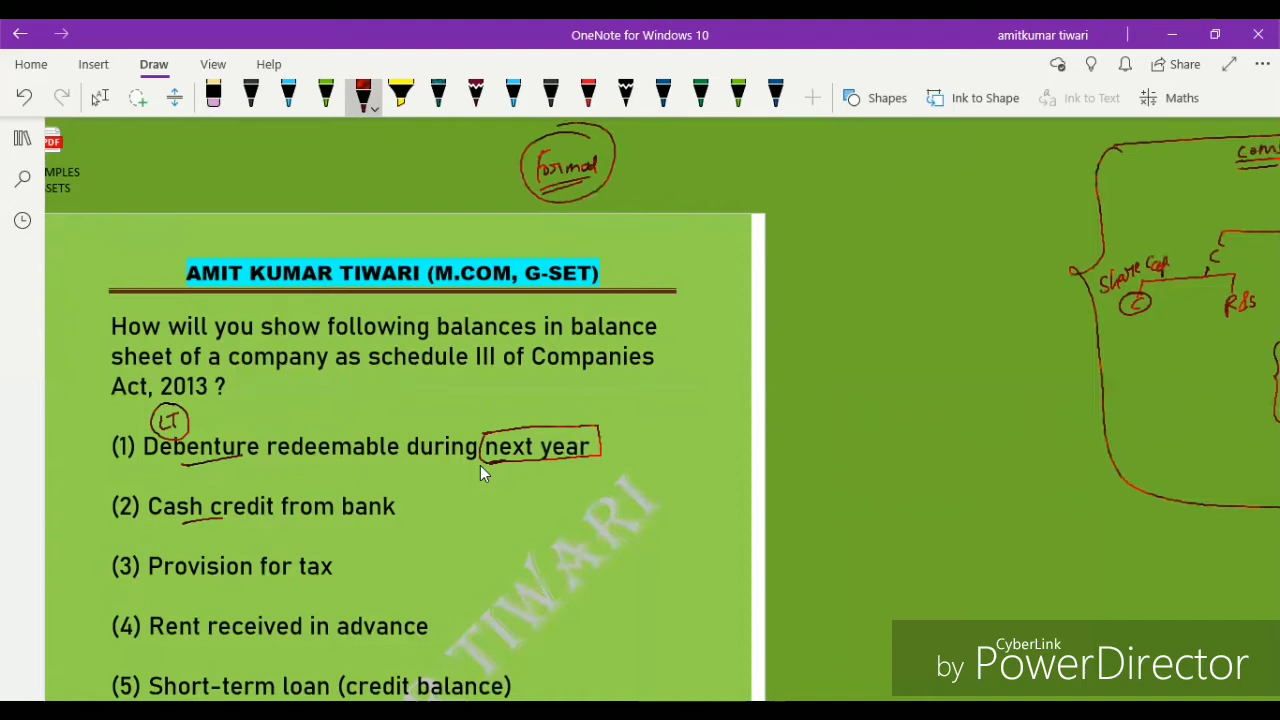 OneNote for Windows 10
amitkumar tiwari
Home Insert Draw View Help
Share
Shapes
Ink to Shape
Ink to Text
Maths
PDF
MPLES
SETS
Format
Share Cap
C
C
R&S
AMIT KUMAR TIWARI (M.COM, G-SET)
How will you show following balances in balance
sheet of a company as schedule III of Companies
Act, 2013 ?
LT
(1) Debenture redeemable during next year
(2) Cash credit from bank
(3) Provision for tax
(4) Rent received in advance
(5) Short-term loan (credit balance)
TIWARI
CyberLink
by PowerDirector